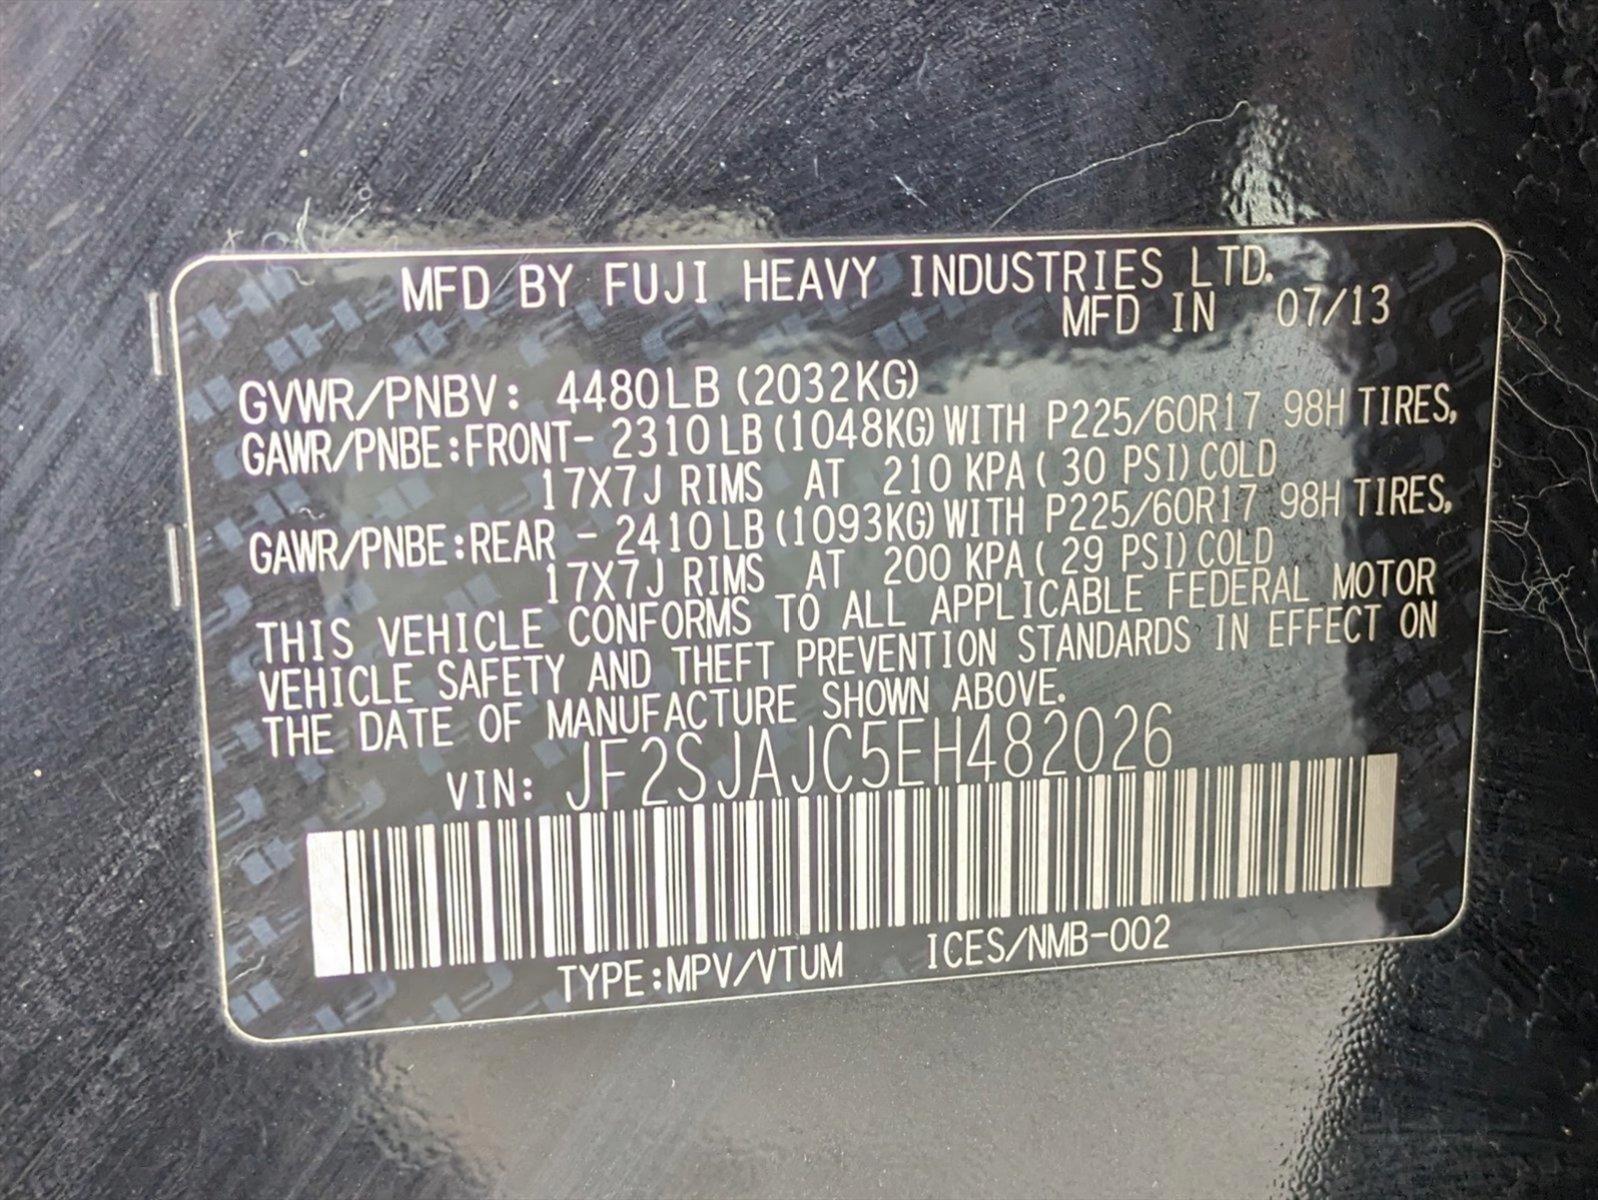 MFD BY FUJI HEAVY INDUSTRIES LTD.
MFD IN 07/13
GVWR/PNBV: 4480LB (2032KG)
GAWR/PNBE:FRONT- 2310LB (1048KG) WITH P225/60R17 98H TIRES,
17X7J RIMS AT 210 KPA ( 30 PSI) COLD
GAWR/PNBE:REAR - 2410LB (1093KG) WITH P225/60R17 98H TIRES,
17X7J RIMS AT 200 KPA ( 29 PSI) COLD
THIS VEHICLE CONFORMS TO ALL APPLICABLE FEDERAL MOTOR
VEHICLE SAFETY AND THEFT PREVENTION STANDARDS IN EFFECT ON
THE DATE OF MANUFACTURE SHOWN ABOVE.
VIN: JF2SJAJC5EH482026
TYPE:MPV/VTUM ICES/NMB-002